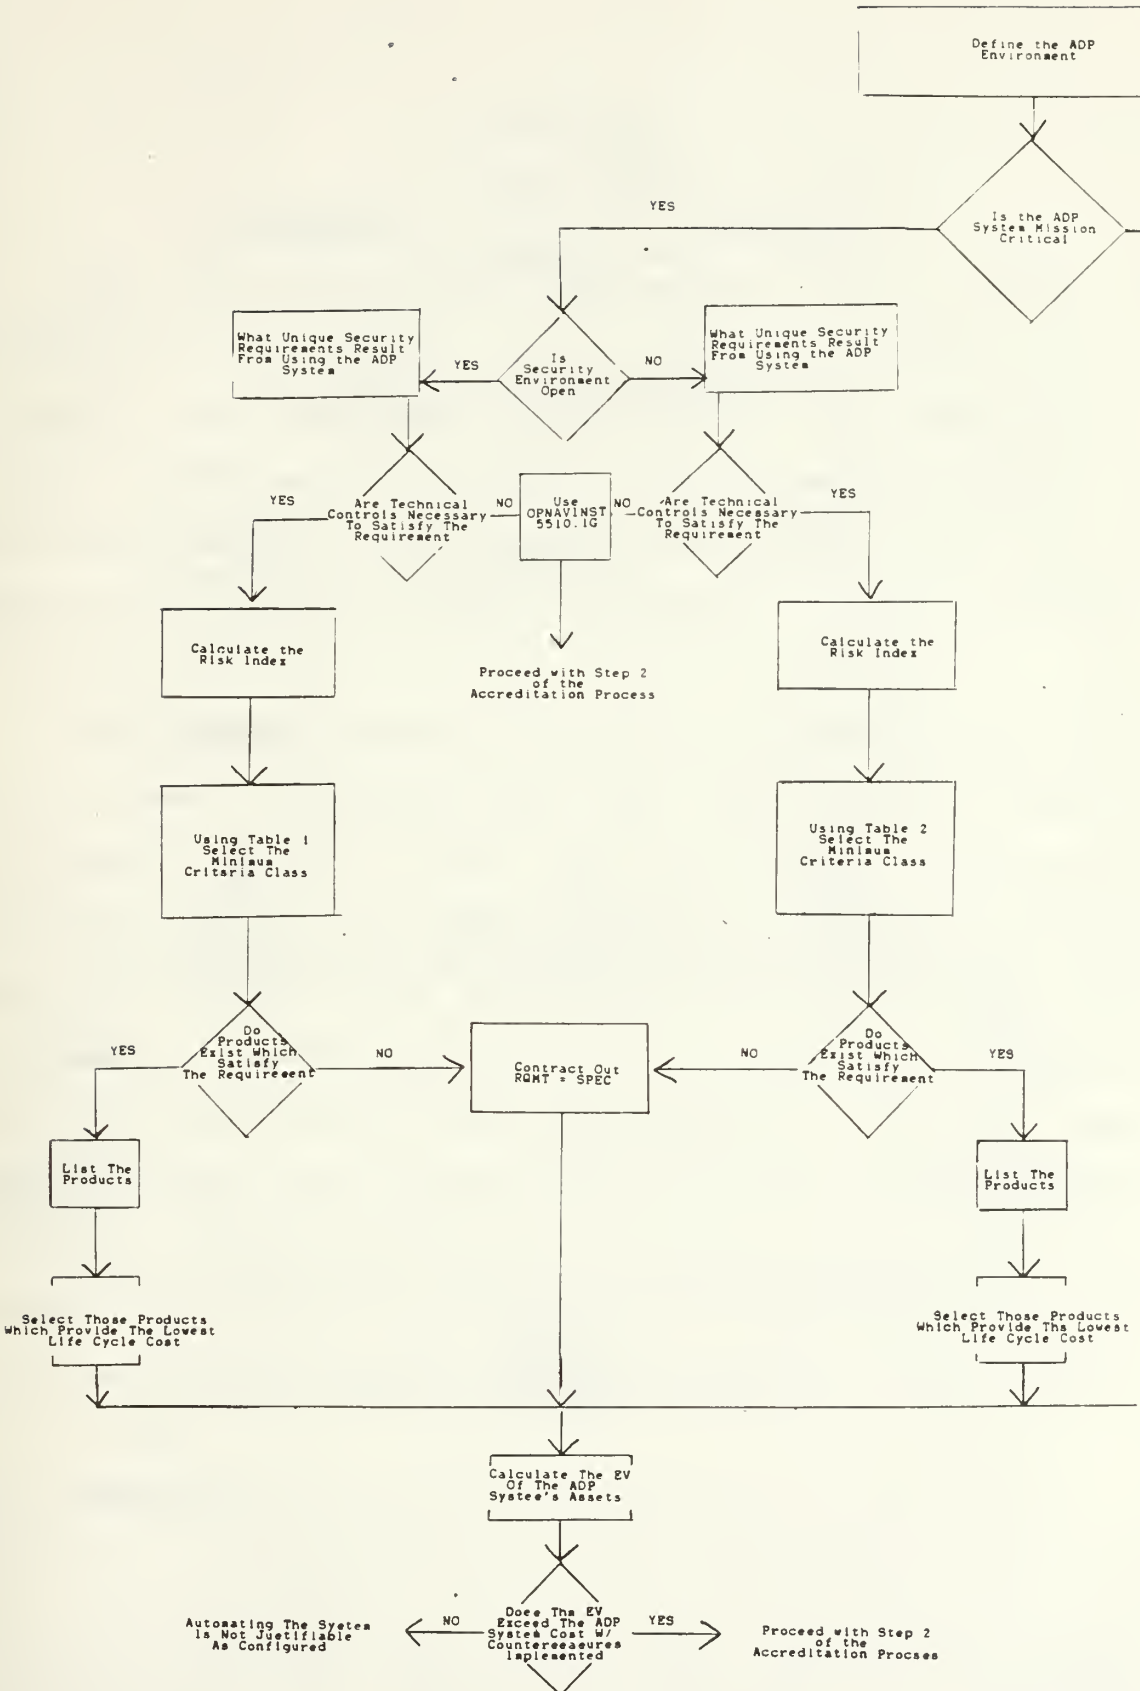 Define the ADP
Environment
Is the ADP
System Mission
Critical
YES
What Unique Security
Requirements Result
From Using the ADP
System
YES
Is
Security
Environment
Open
NO
What Unique Security
Requirements Result
From Using the ADP
System
YES
Are Technical
Controls Necessary
To Satisfy The
Requirement
NO
Use
OPNAVINST
5510.1G
NO
Are Technical
Controls Necessary
To Satisfy The
Requirement
YES
Calculate the
Risk Index
Proceed with Step 2
of the
Accreditation Process
Calculate the
Risk Index
Using Table 1
Select The
Minimum
Critsria Class
Using Table 2
Select The
Minimum
Criteria Class
YES
Do
Products
Exist Which
Satisfy
The Requirement
NO
Contract Out
RQMT = SPEC
NO
Do
Products
Exist Which
Satisfy
The Requirement
YES
List The
Products
List The
Products
Select Those Products
Which Provide The Lowest
Life Cycle Cost
Select Those Products
Which Provide Ths Lowest
Life Cycle Cost
Calculate The EV
Of The ADP
Systee's Assets
Automating The System
Is Not Justifiable
As Configured
NO
Does The EV
Exceed The ADP
System Cost W/
Countermeasures
Implemented
YES
Proceed with Step 2
of the
Accreditation Procses